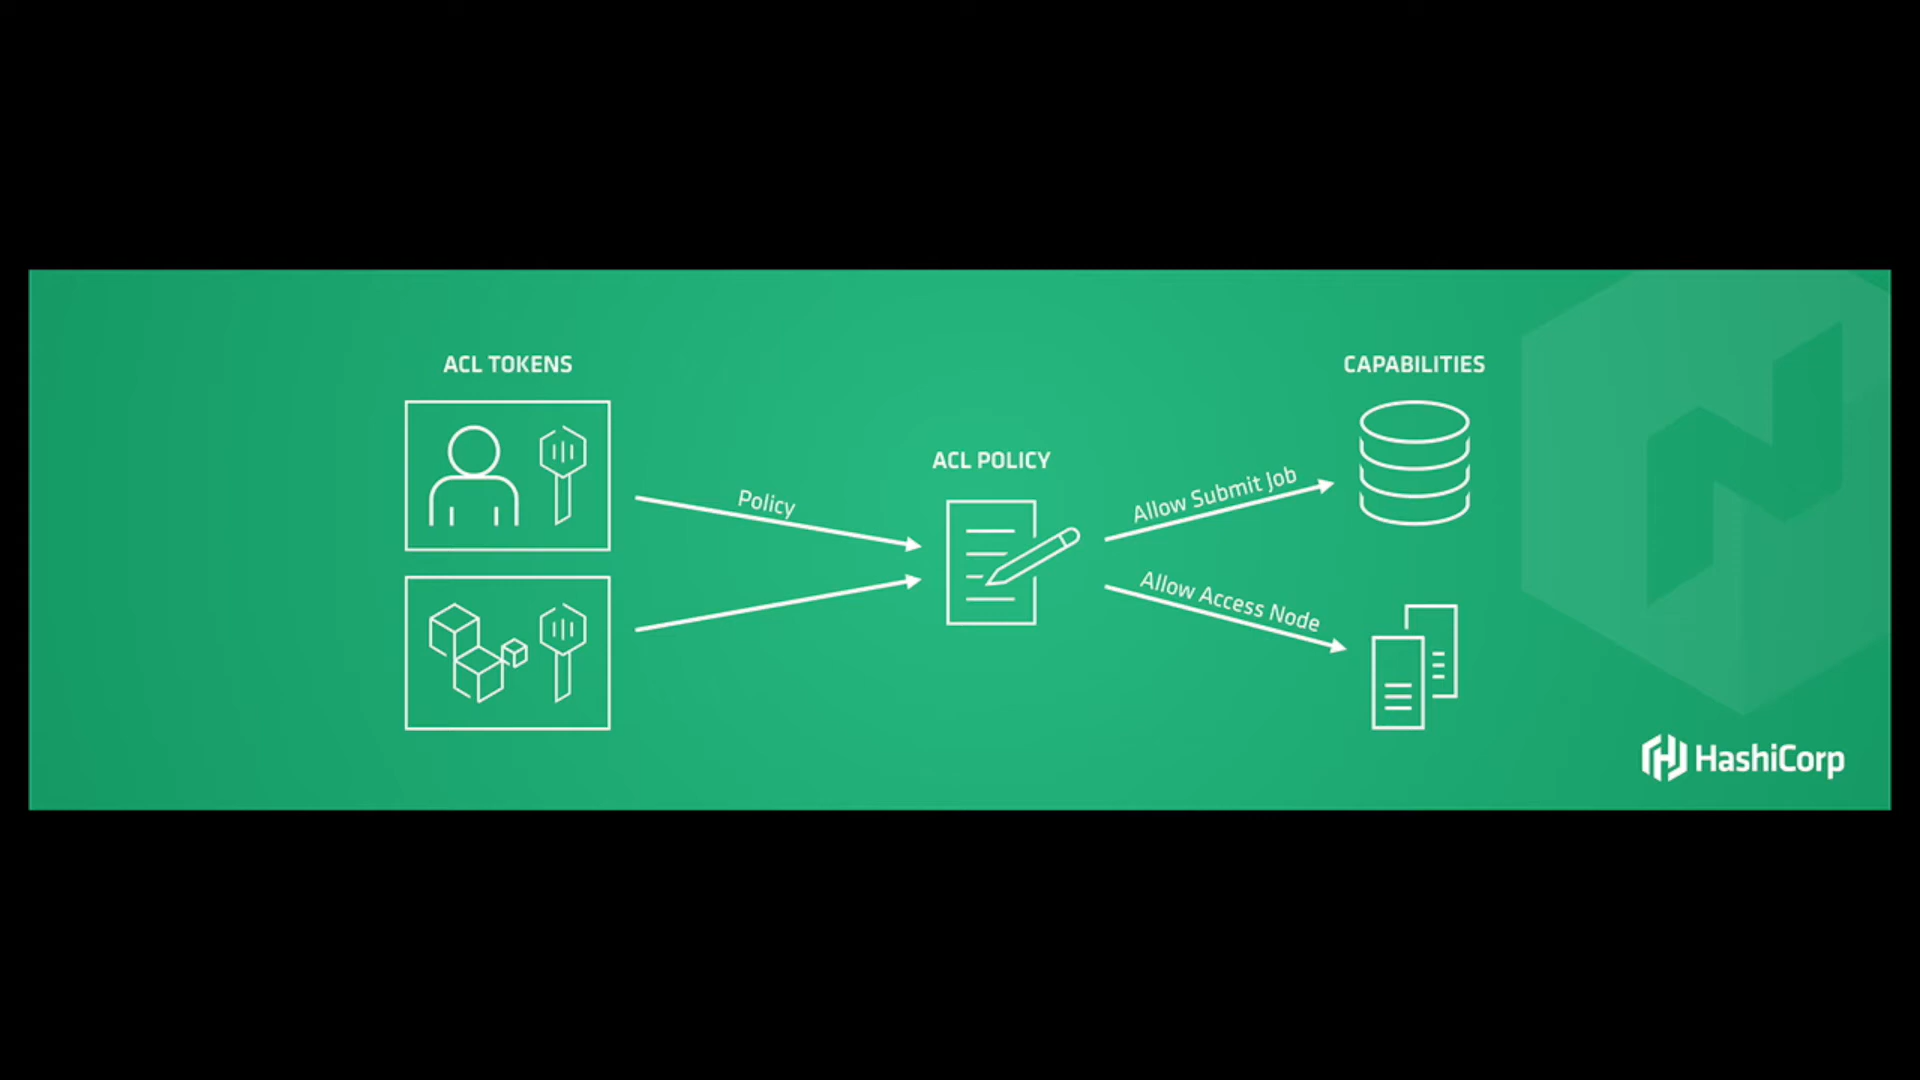 ACL TOKENS
CAPABILITIES
ACL POLICY
Policy
Allow Submit Job
Allow Access Node
HashiCorp